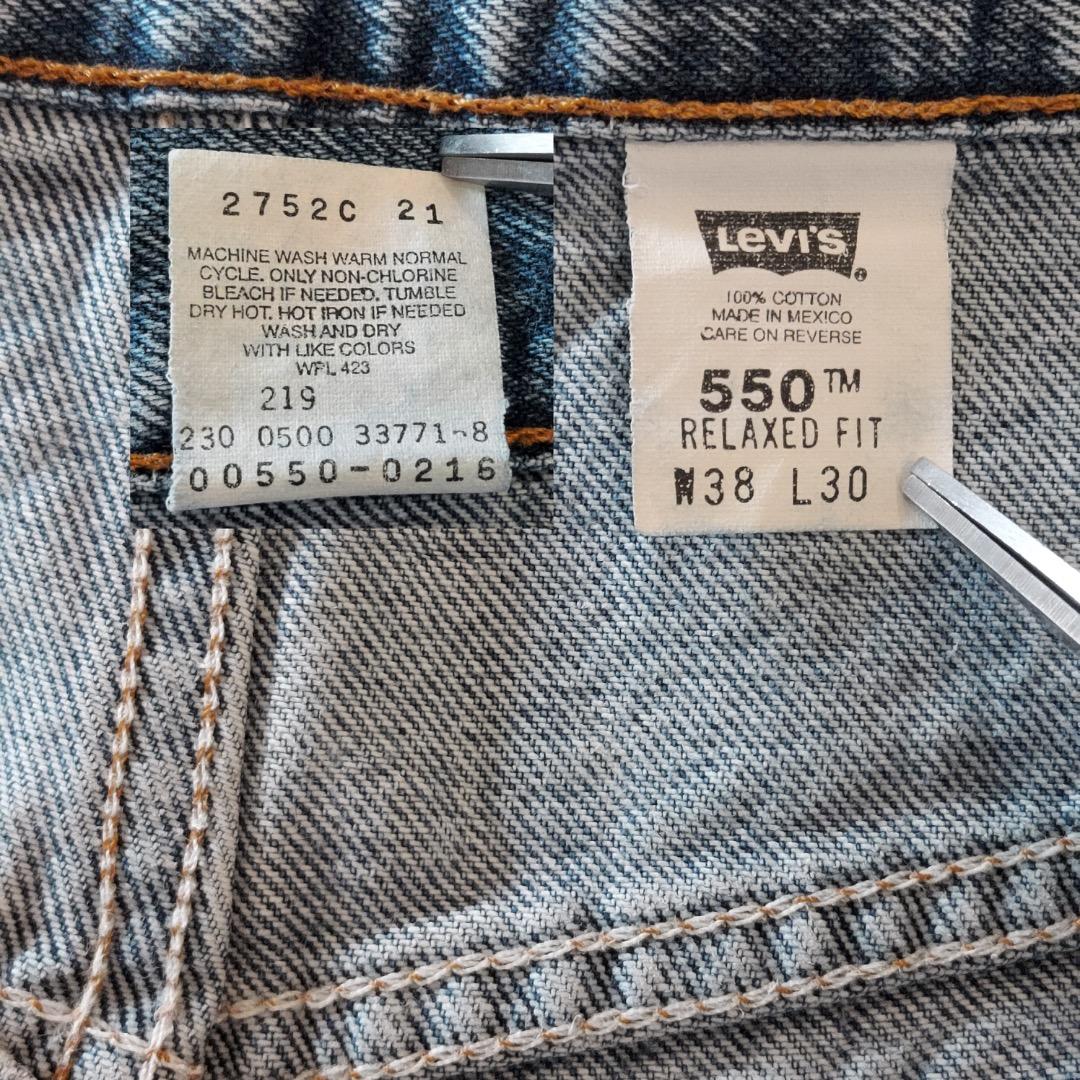 2752C 21
MACHINE WASH WARM NORMAL
CYCLE. ONLY NON-CHLORINE
BLEACH IF NEEDED. TUMBLE
DRY HOT. HOT IRON IF NEEDED
WASH AND DRY
WITH LIKE COLORS
WPL 423
219
230 0500 33771-8
00550-0216
LEVI'S
100% COTTON
MADE IN MEXICO
CARE ON REVERSE
550™
RELAXED FIT
W38 L30